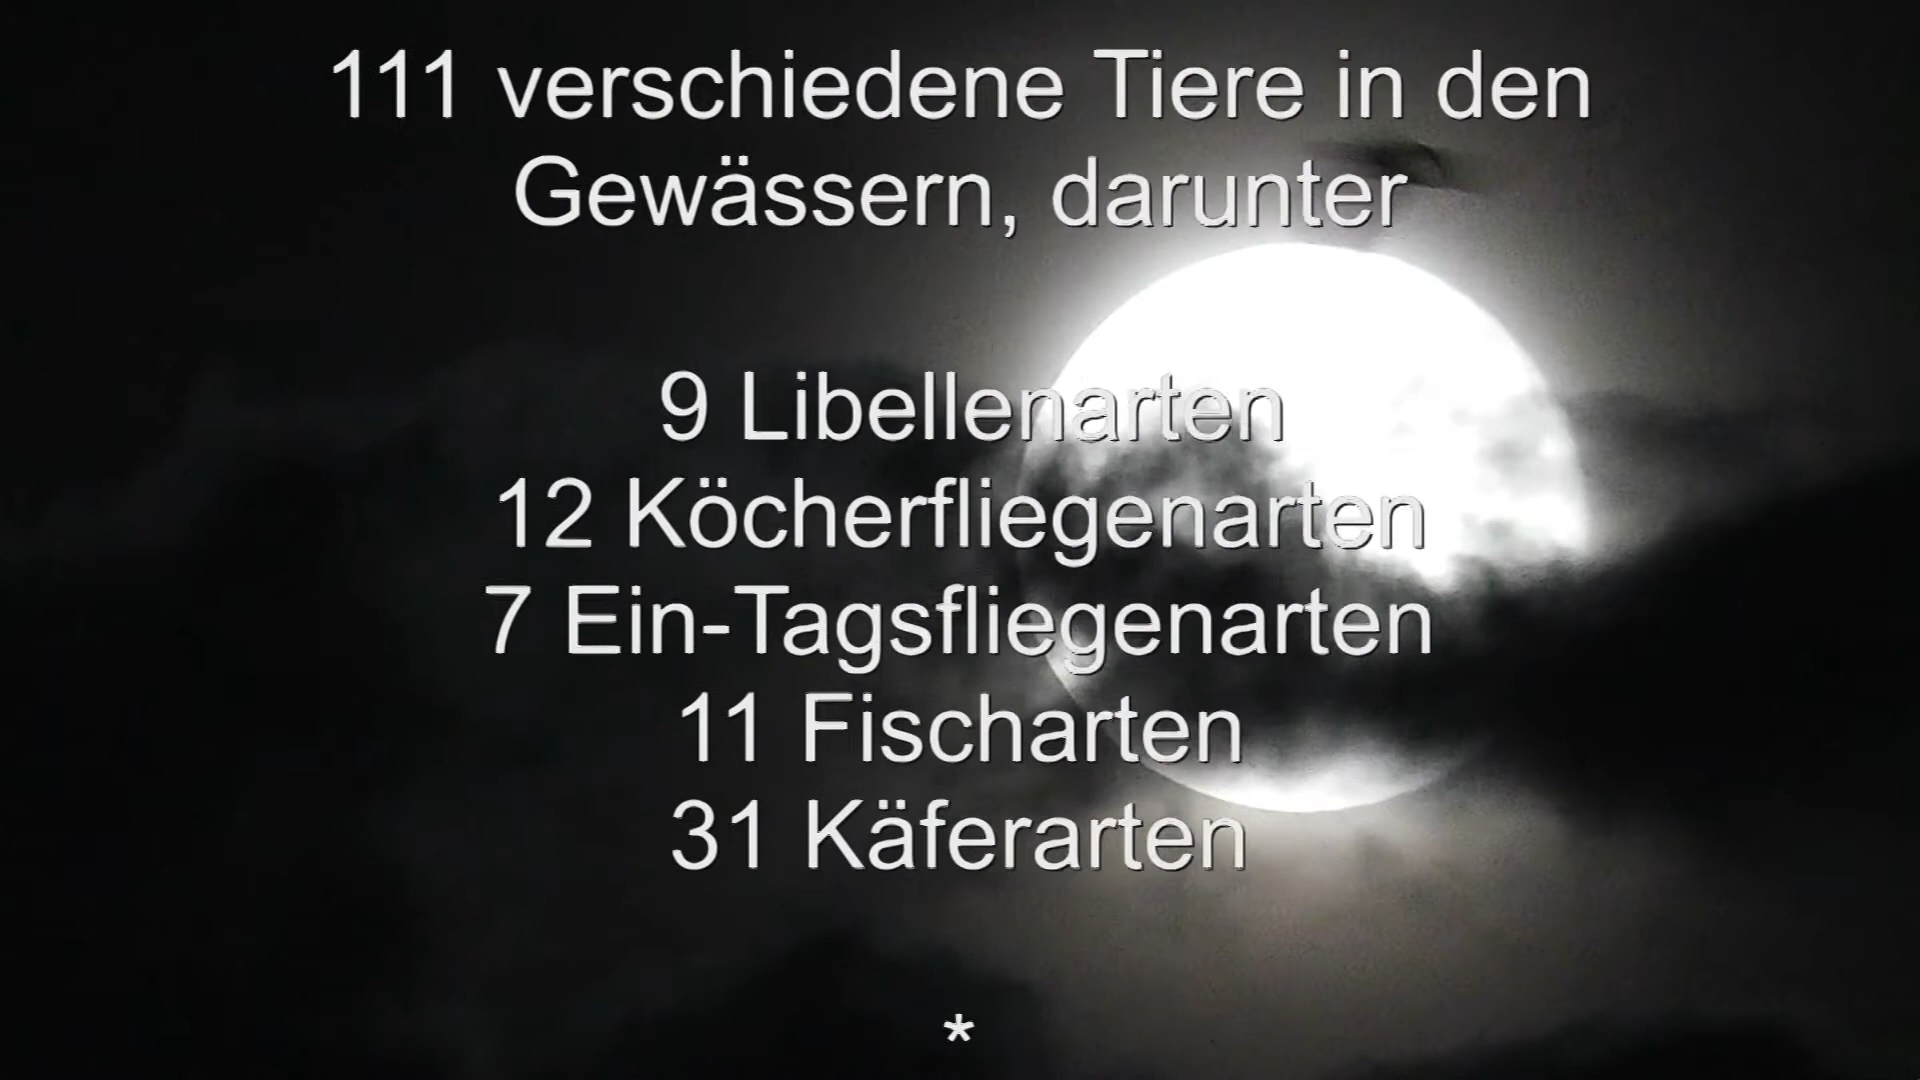 111 verschiedene Tiere in den
Gewässern, darunter
9 Libellenarten
12 Köcherfliegenarten
7 Ein-Tagsfliegenarten
11 Fischarten
31 Käferarten
*